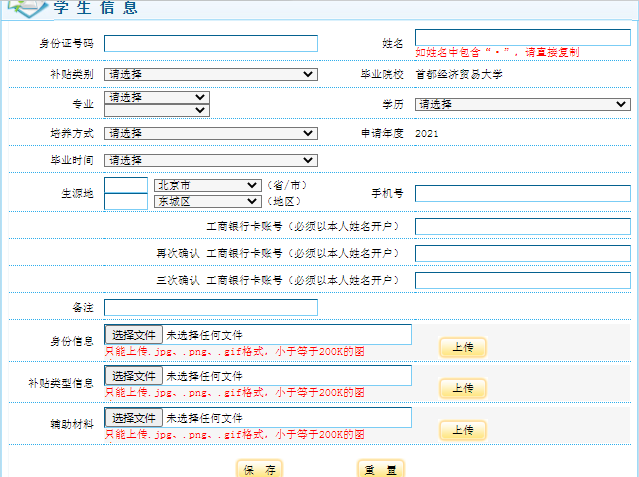 学生信息
身份证号码
姓名
如姓名中包含“·”，请直接复制
补贴类别 请选择
毕业院校 首都经济贸易大学
专业 请选择
学历 请选择
培养方式 请选择
申请年度 2021
毕业时间 请选择
生源地 北京市 (省/市)
东城区 (地区)
手机号
工商银行卡账号(必须以本人姓名开户)
再次确认 工商银行卡账号(必须以本人姓名开户)
三次确认 工商银行卡账号(必须以本人姓名开户)
备注
身份信息 选择文件 未选择任何文件
只能上传.jpg、.png、.gif格式，小于等于200K的图
上传
补贴类型信息 选择文件 未选择任何文件
只能上传.jpg、.png、.gif格式，小于等于200K的图
上传
辅助材料 选择文件 未选择任何文件
只能上传.jpg、.png、.gif格式，小于等于200K的图
上传
保 存 重 置